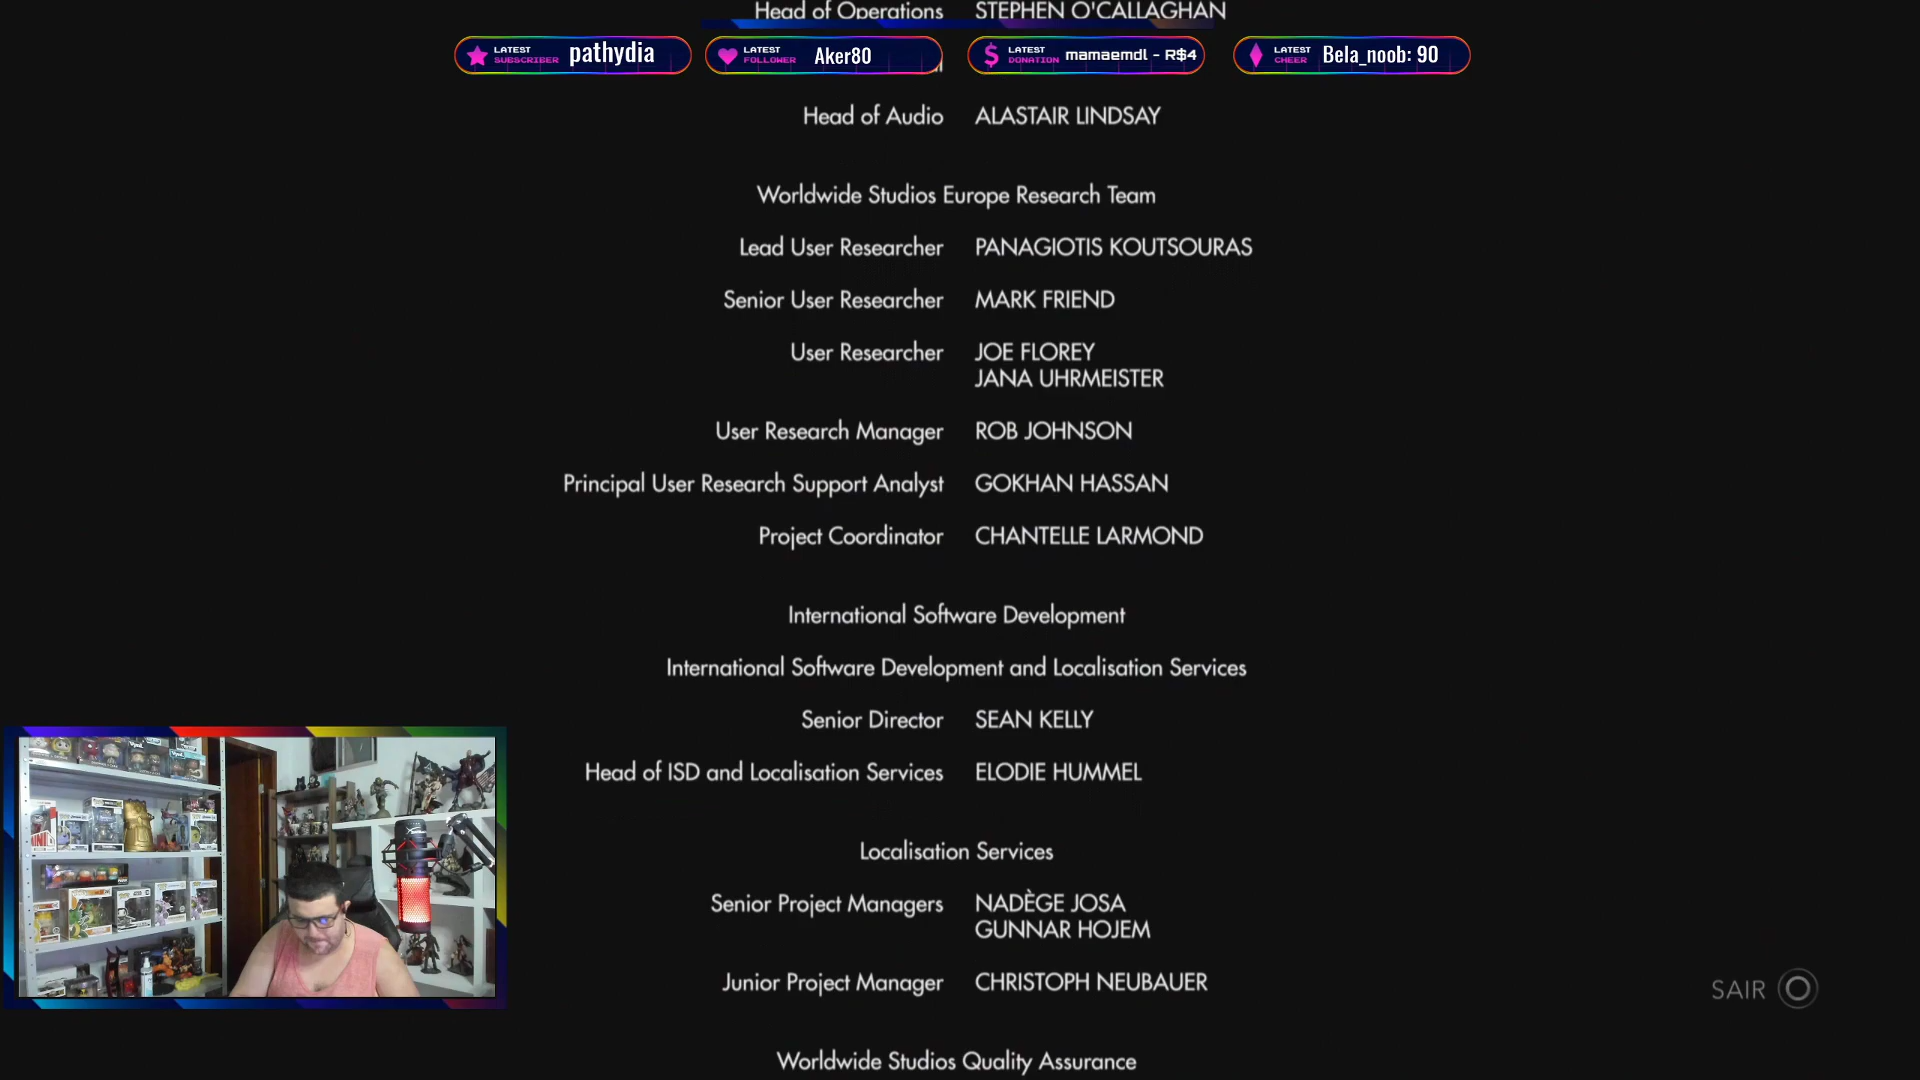 Head of Operations STEPHEN O'CALLAGHAN
LATEST SUBSCRIBER pathydia
LATEST FOLLOWER Aker80
LATEST DONATION mamaemdl - R$4
LATEST CHEER Bela_noob: 90
Head of Audio ALASTAIR LINDSAY
Worldwide Studios Europe Research Team
Lead User Researcher PANAGIOTIS KOUTSOURAS
Senior User Researcher MARK FRIEND
User Researcher JOE FLOREY
JANA UHRMEISTER
User Research Manager ROB JOHNSON
Principal User Research Support Analyst GOKHAN HASSAN
Project Coordinator CHANTELLE LARMOND
International Software Development
International Software Development and Localisation Services
Senior Director SEAN KELLY
Head of ISD and Localisation Services ELODIE HUMMEL
Localisation Services
Senior Project Managers NADÈGE JOSA
GUNNAR HOJEM
Junior Project Manager CHRISTOPH NEUBAUER
SAIR
Worldwide Studios Quality Assurance